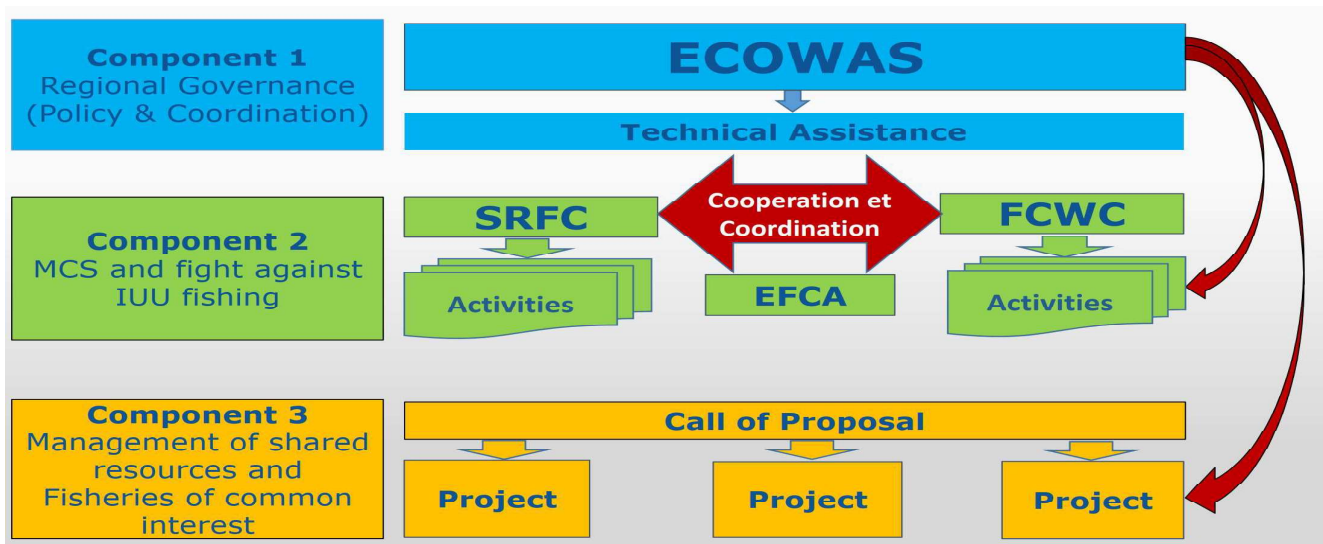 Component 1
Regional Governance
(Policy & Coordination)
ECOWAS
Technical Assistance
Component 2
MCS and fight against
IUU fishing
SRFC
Cooperation et
Coordination
FCWC
Activities
EFCA
Activities
Component 3
Management of shared
resources and
Fisheries of common
interest
Call of Proposal
Project
Project
Project